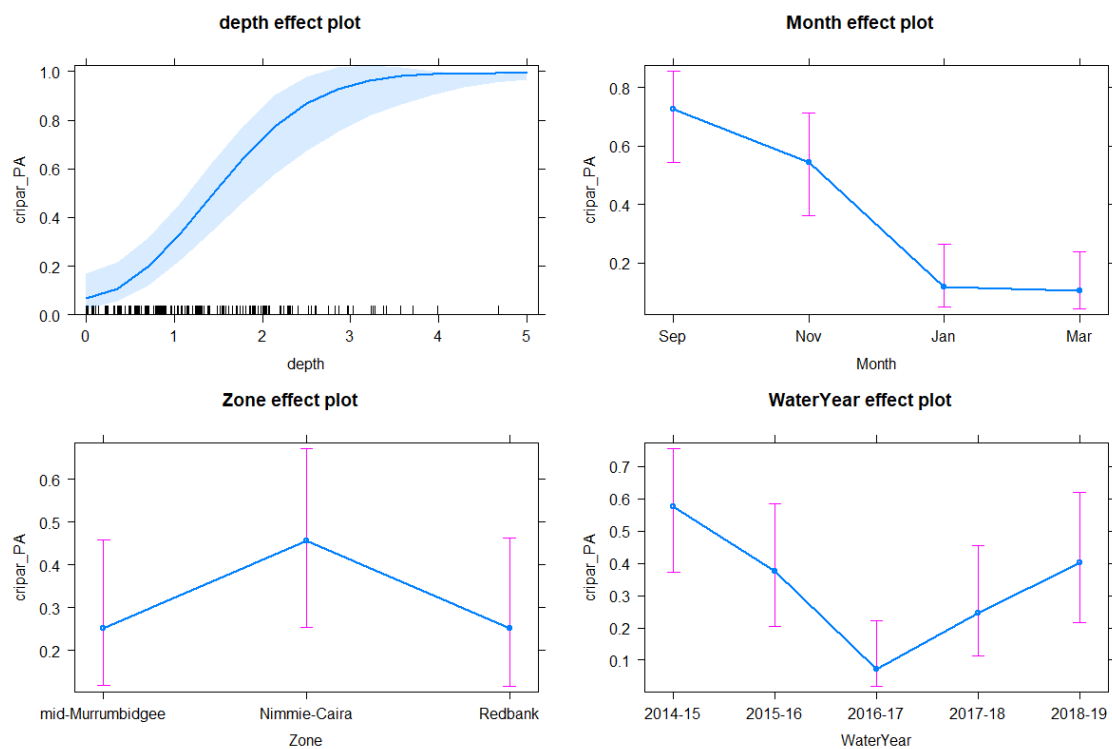 depth effect plot
1.0
0.8
0.6
0.4
0.2
0.0
cripar_PA
0 1 2 3 4 5
depth
Month effect plot
0.8
0.6
0.4
0.2
cripar_PA
Sep Nov Jan Mar
Month
Zone effect plot
0.6
0.5
0.4
0.3
0.2
cripar_PA
mid-Murrumbidgee Nimmie-Caira Redbank
Zone
WaterYear effect plot
0.7
0.6
0.5
0.4
0.3
0.2
0.1
cripar_PA
2014-15 2015-16 2016-17 2017-18 2018-19
WaterYear